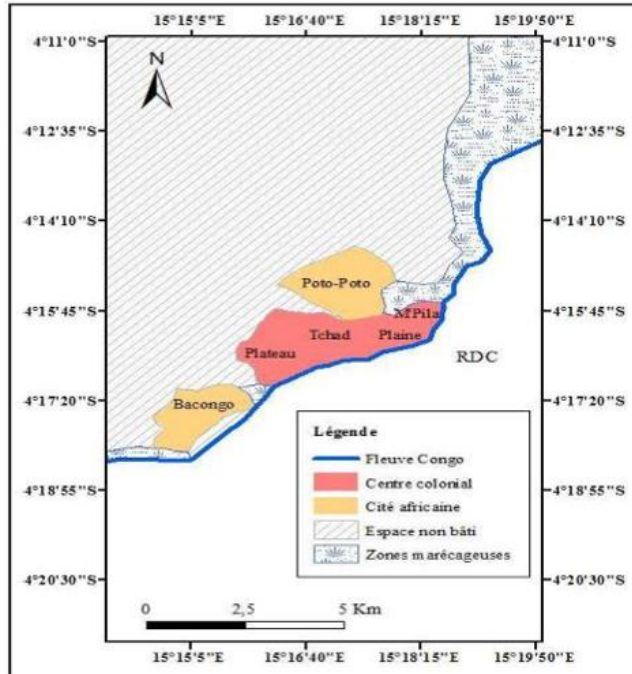 15°15'5"E 15°16'40"E 15°18'15"E 15°19'50"E
4°11'0"S 4°11'0"S
N
4°12'35"S 4°12'35"S
4°14'10"S 4°14'10"S
Poto-Poto
4°15'45"S 4°15'45"S
M'Pila
Tchad Plaine
Plateau RDC
Bacongo
4°17'20"S 4°17'20"S
Légende
Fleuve Congo
4°18'55"S 4°18'55"S
Centre colonial
Cité africaine
Espace non bâti
Zones marécageuses
4°20'30"S 4°20'30"S
0 2,5 5 Km
15°15'5"E 15°16'40"E 15°18'15"E 15°19'50"E